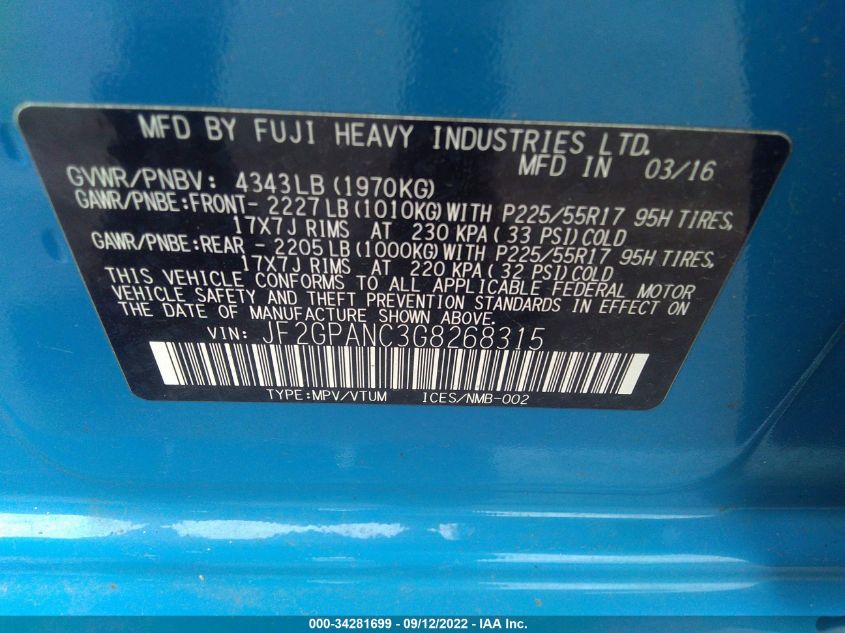 MFD BY FUJI HEAVY INDUSTRIES LTD.
MFD IN 03/16
GVWR/PNBV: 4343LB (1970KG)
GAWR/PNBE:FRONT- 2227LB (1010KG) WITH P225/55R17 95H TIRES,
17X7J RIMS AT 230 KPA (33 PSI) COLD
GAWR/PNBE:REAR - 2205LB (1000KG) WITH P225/55R17 95H TIRES,
17X7J RIMS AT 220 KPA (32 PSI) COLD
THIS VEHICLE CONFORMS TO ALL APPLICABLE FEDERAL MOTOR
VEHICLE SAFETY AND THEFT PREVENTION STANDARDS IN EFFECT ON
THE DATE OF MANUFACTURE SHOWN ABOVE.
VIN: JF2GPANC3G8268315
TYPE:MPV/VTUM ICES/NMB-002
000-34281699 - 09/12/2022 - IAA Inc.